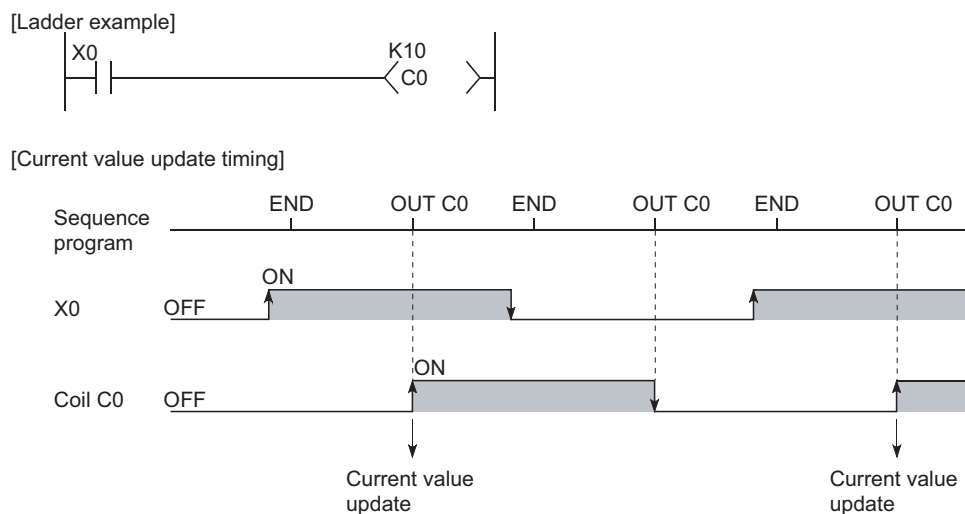 [Ladder example]
X0
K10
C0
[Current value update timing]
END OUT C0 END OUT C0 END OUT C0
Sequence
program
ON
X0 OFF
ON
Coil C0 OFF
Current value Current value
update update